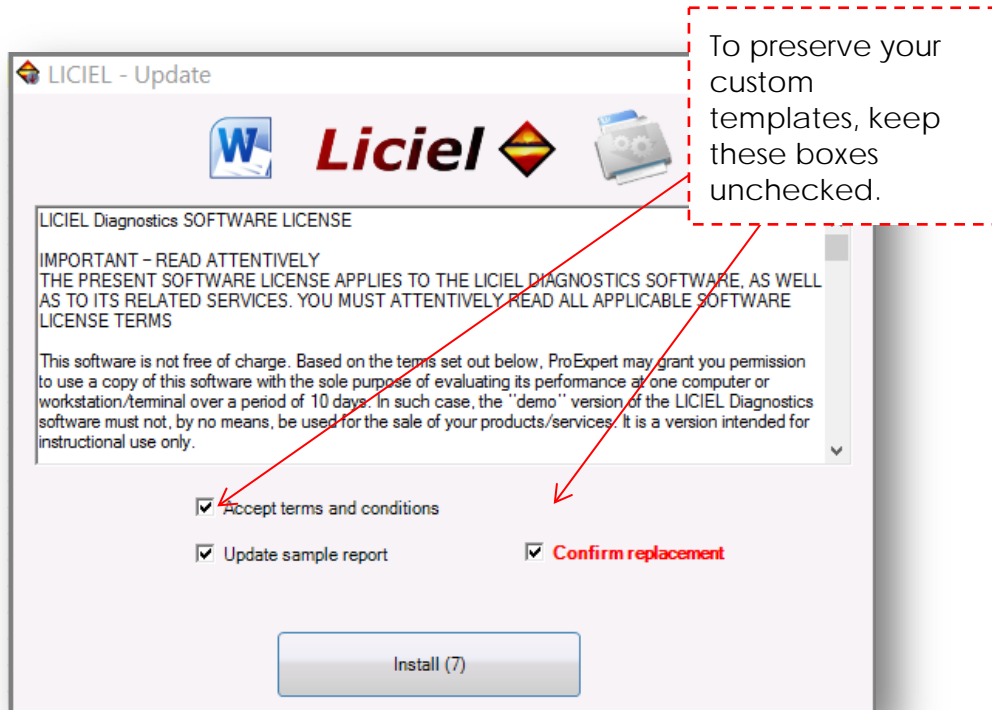 To preserve your
custom
templates, keep
these boxes
unchecked.
LICIEL - Update
W Liciel
LICIEL Diagnostics SOFTWARE LICENSE
IMPORTANT – READ ATTENTIVELY
THE PRESENT SOFTWARE LICENSE APPLIES TO THE LICIEL DIAGNOSTICS SOFTWARE, AS WELL
AS TO ITS RELATED SERVICES. YOU MUST ATTENTIVELY READ ALL APPLICABLE SOFTWARE
LICENSE TERMS
This software is not free of charge. Based on the terms set out below, ProExpert may grant you permission
to use a copy of this software with the sole purpose of evaluating its performance at one computer or
workstation/terminal over a period of 10 days. In such case, the ''demo'' version of the LICIEL Diagnostics
software must not, by no means, be used for the sale of your products/services. It is a version intended for
instructional use only.
Accept terms and conditions
Update sample report Confirm replacement
Install (7)